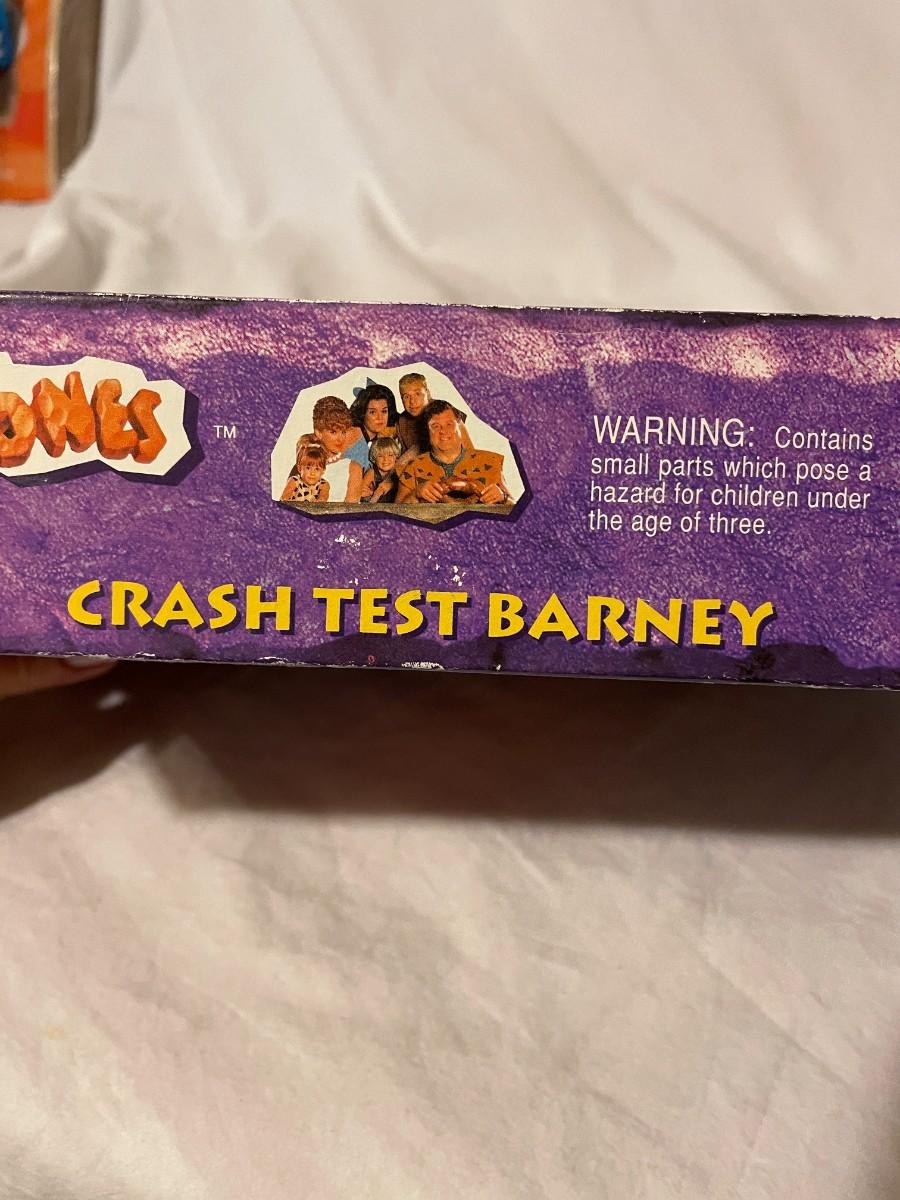 ONES
TM
WARNING: Contains
small parts which pose a
hazard for children under
the age of three.
CRASH TEST BARNEY